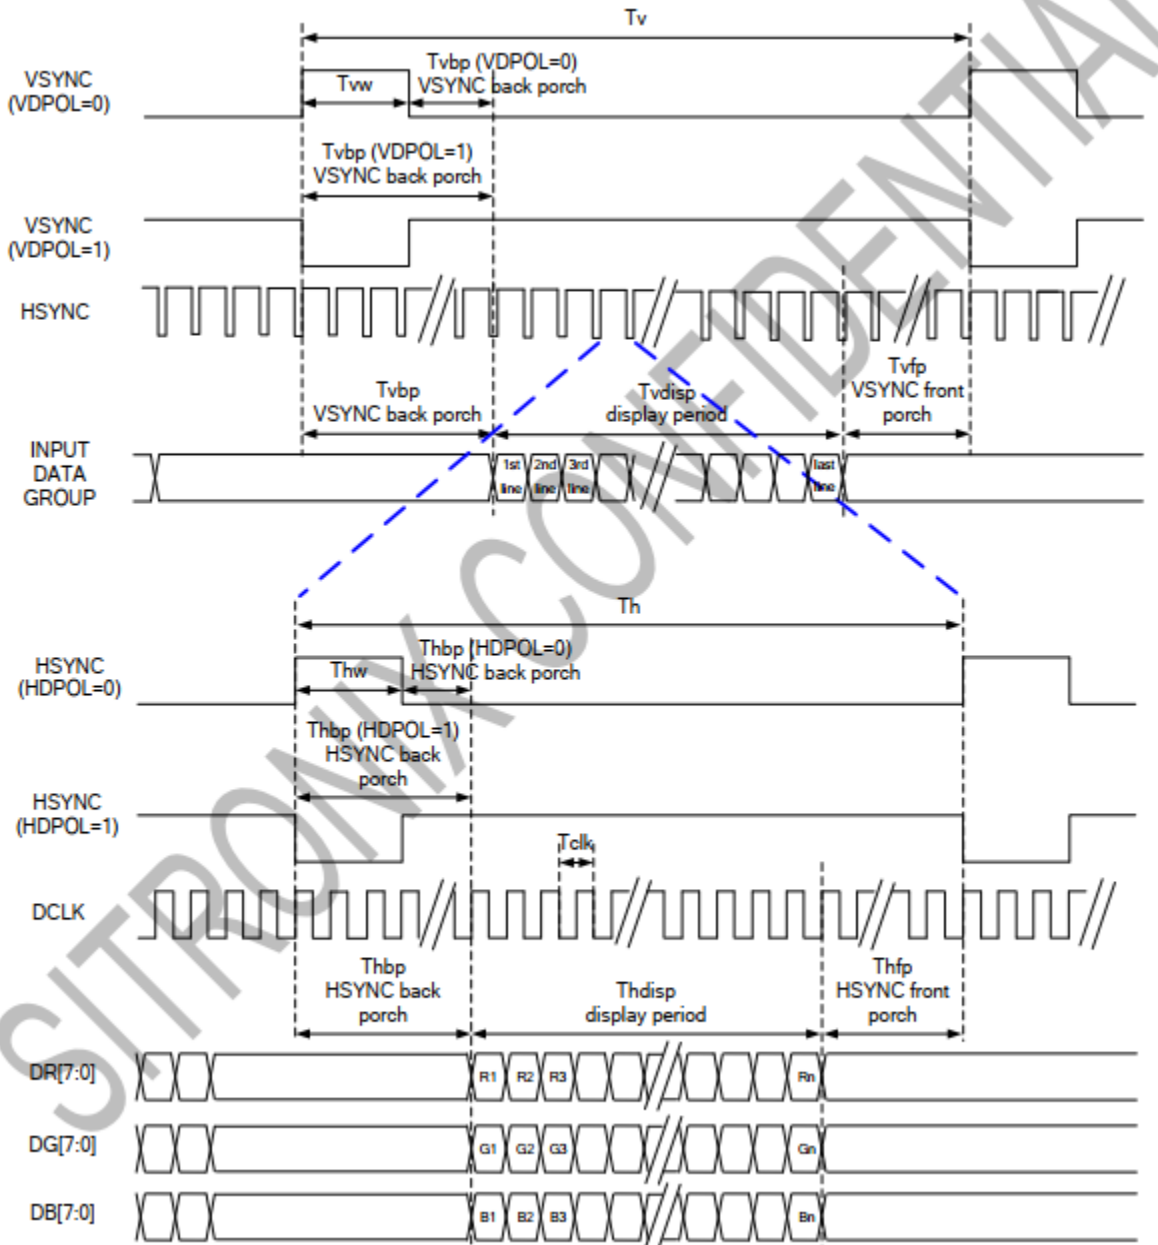 Tv
VSYNC
(VDPOL=0)
Tvw
Tvbp (VDPOL=0)
VSYNC back porch
Tvbp (VDPOL=1)
VSYNC back porch
VSYNC
(VDPOL=1)
HSYNC
Tvbp
VSYNC back porch
Tvdisp
display period
Tvfp
VSYNC front
porch
INPUT
DATA
GROUP
1st
line
2nd
line
3rd
line
last
line
Th
HSYNC
(HDPOL=0)
Thw
Thbp (HDPOL=0)
HSYNC back porch
Thbp (HDPOL=1)
HSYNC back
porch
HSYNC
(HDPOL=1)
Tclk
DCLK
Thbp
HSYNC back
porch
Thdisp
display period
Thfp
HSYNC front
porch
DR[7:0]
R1 R2 R3 Rn
DG[7:0]
G1 G2 G3 Gn
DB[7:0]
B1 B2 B3 Bn
SITRONIX CONFIDENTIAL